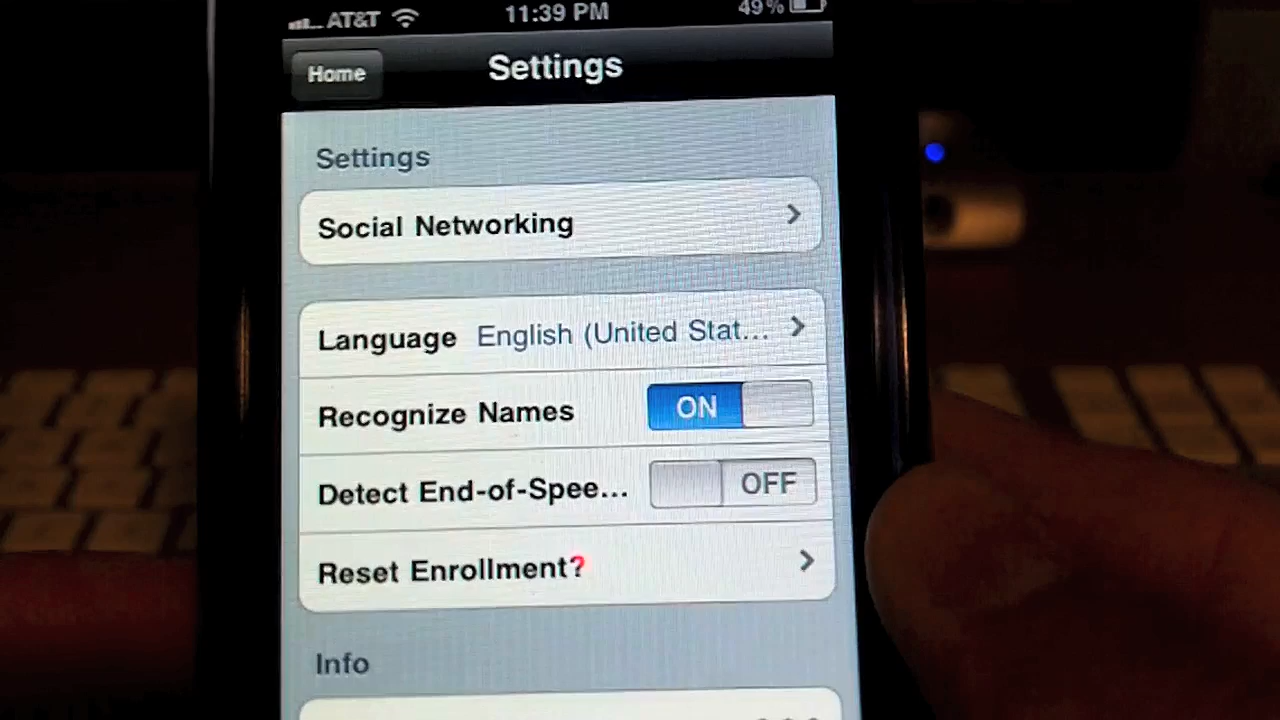 AT&T 11:39 PM 49%
Home Settings
Settings
Social Networking
Language English (United Stat...
Recognize Names ON
Detect End-of-Spee... OFF
Reset Enrollment?
Info